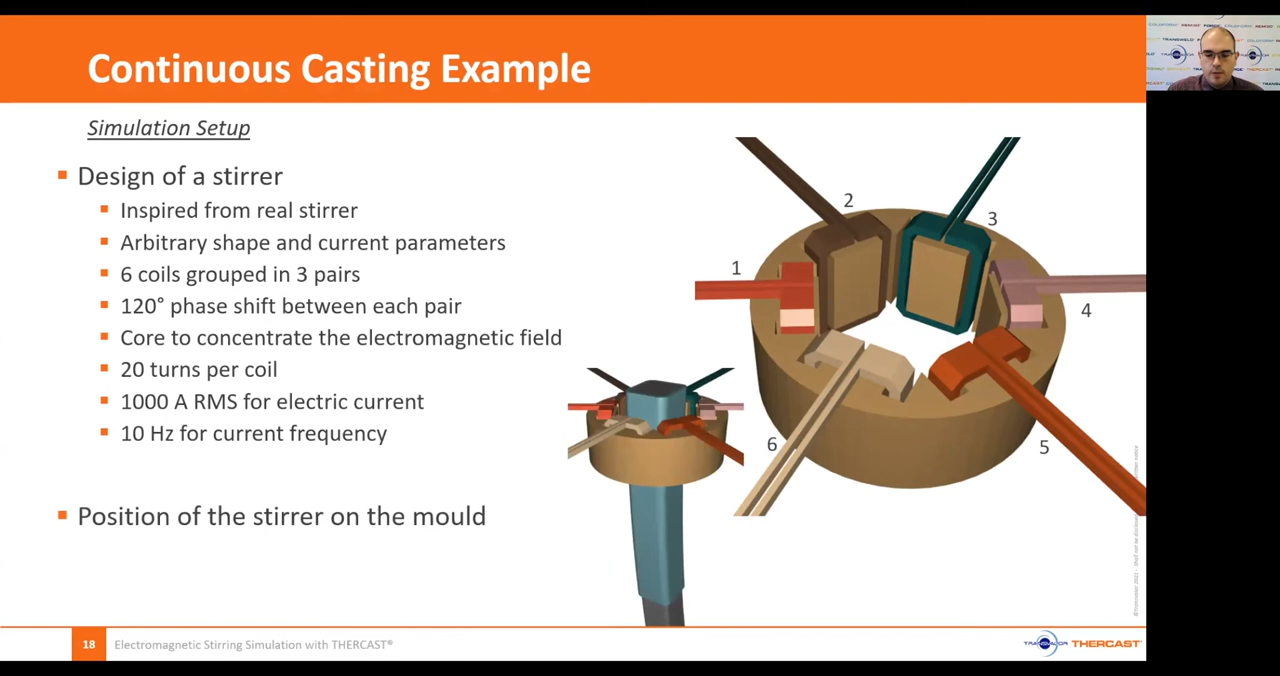 Continuous Casting Example
Simulation Setup
Design of a stirrer
Inspired from real stirrer
Arbitrary shape and current parameters
6 coils grouped in 3 pairs
120° phase shift between each pair
Core to concentrate the electromagnetic field
20 turns per coil
1000 A RMS for electric current
10 Hz for current frequency
Position of the stirrer on the mould
1
2
3
4
5
6
18
Electromagnetic Stirring Simulation with THERCAST®
TRANSVALOR THERCAST